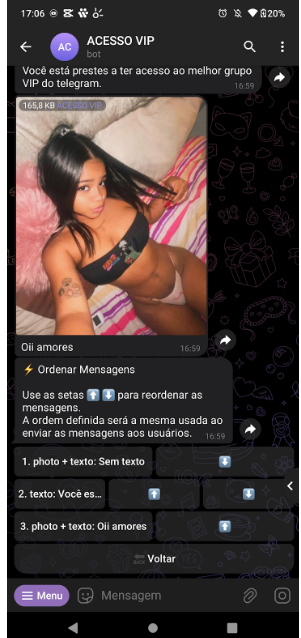 17:06
20%
AC
ACESSO VIP
bot
Você está prestes a ter acesso ao melhor grupo
VIP do telegram.
16:59
165,8 KB ACESSO VIP
Oii amores
16:59
⚡ Ordenar Mensagens
Use as setas ⬆️ ⬇️ para reordenar as
mensagens.
A ordem definida será a mesma usada ao
enviar as mensagens aos usuários.
16:59
1. photo + texto: Sem texto
2. texto: Você es...
3. photo + texto: Oii amores
Voltar
Menu
Mensagem